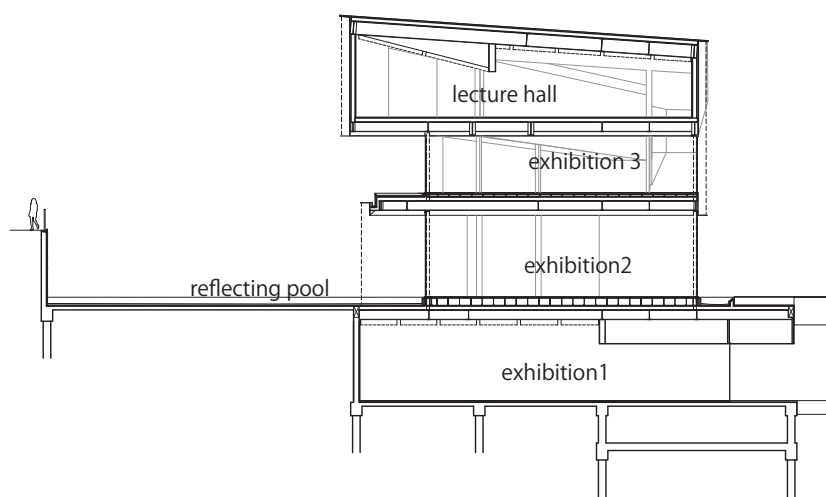 lecture hall
exhibition 3
exhibition2
reflecting pool
exhibition1